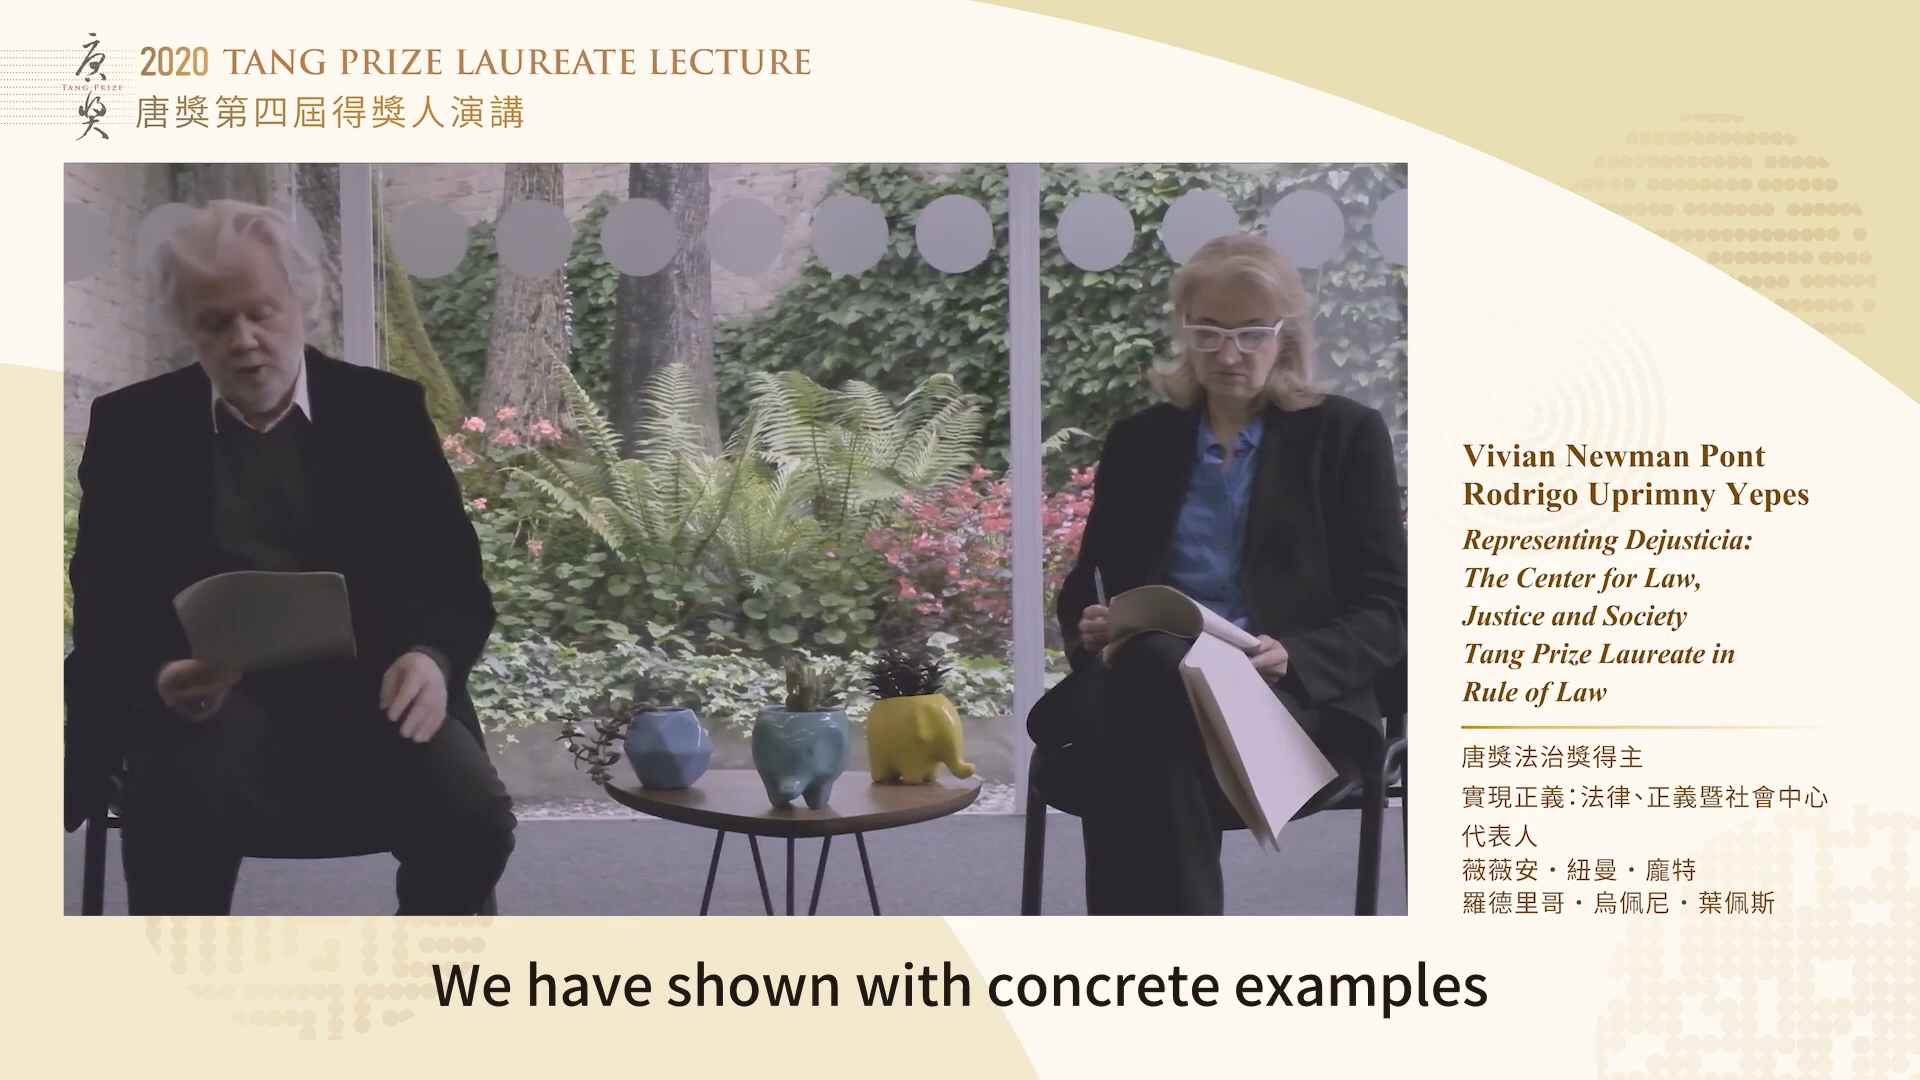 唐獎
TANG PRIZE
2020 TANG PRIZE LAUREATE LECTURE
唐獎第四屆得獎人演講
Vivian Newman Pont
Rodrigo Uprimny Yepes
Representing Dejusticia:
The Center for Law,
Justice and Society
Tang Prize Laureate in
Rule of Law
唐獎法治獎得主
實現正義：法律、正義暨社會中心
代表人
薇薇安・紐曼・龐特
羅德里哥・烏佩尼・葉佩斯
We have shown with concrete examples